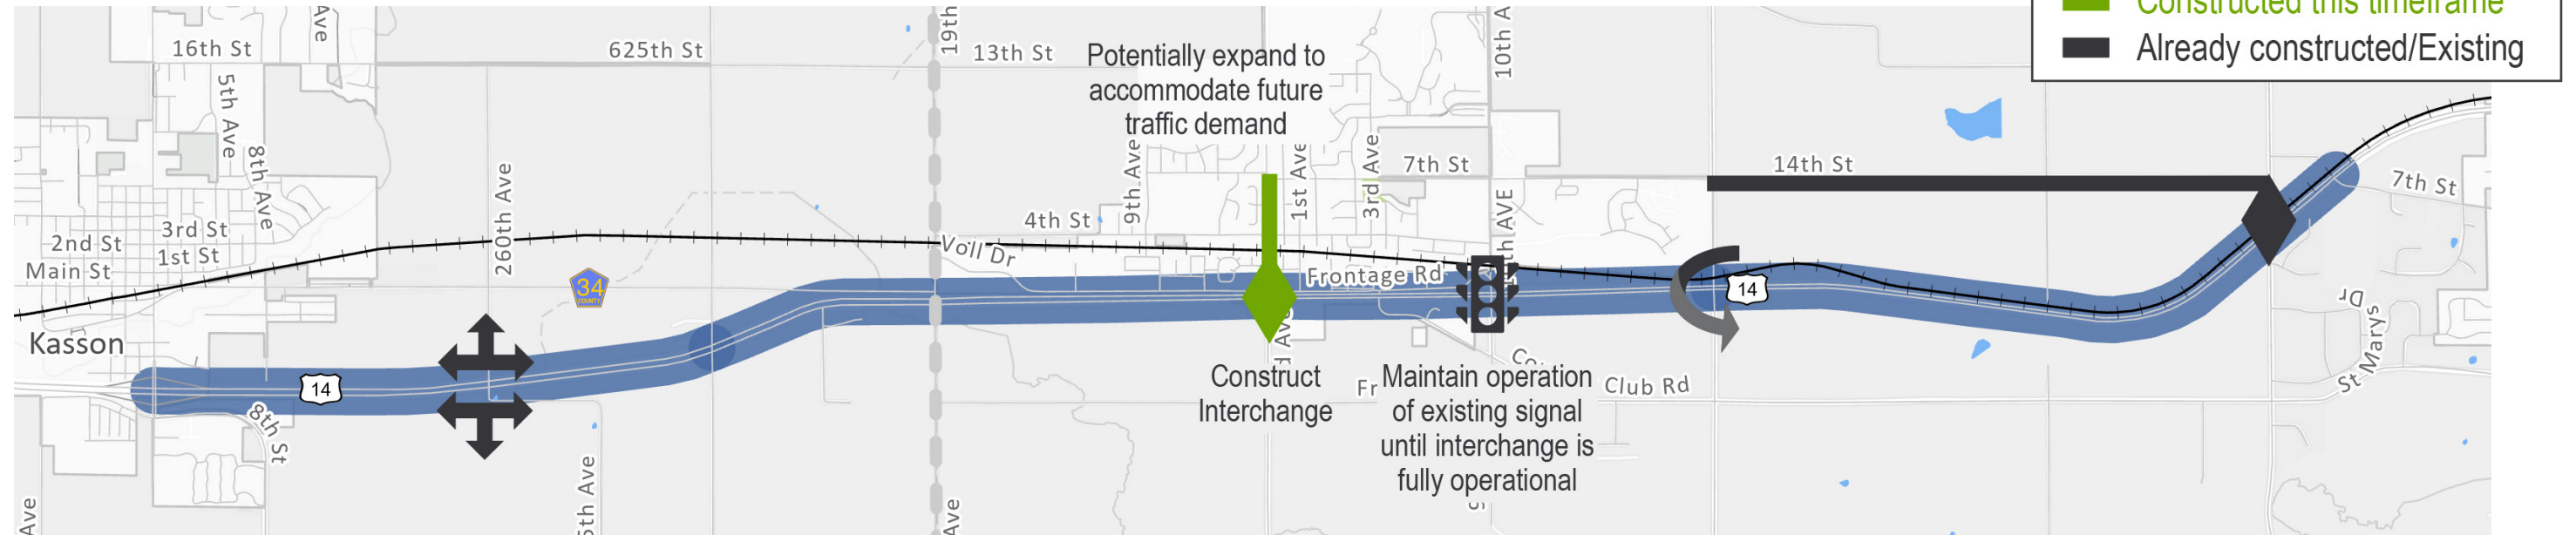 Constructed this timeframe
Already constructed/Existing
Ave
19th
10th A
16th St
625th St
13th St
Potentially expand to
accommodate future
traffic demand
5th Ave
8th Ave
260th Ave
9th Ave
1st Ave
3rd Ave
7th St
14th St
7th St
AVE
4th St
2nd St
3rd St
Main St
1st St
Voll Dr
Frontage Rd
34
COUNTY
14
14
Kasson
St Marys Dr
8th St
Construct
Interchange
Maintain operation
of existing signal
until interchange is
fully operational
Club Rd
Ave
5th Ave
Ave